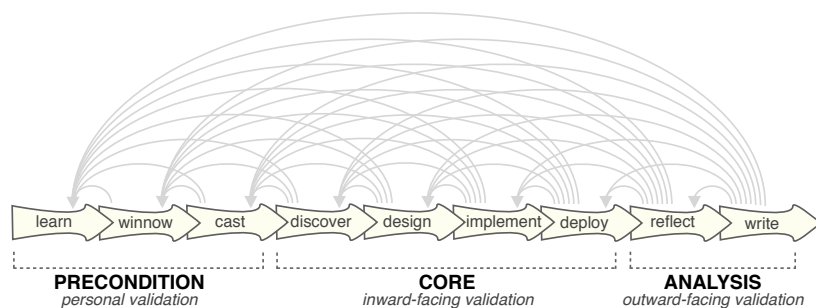 learn winnow cast discover design implement deploy reflect write
PRECONDITION CORE ANALYSIS
personal validation inward-facing validation outward-facing validation